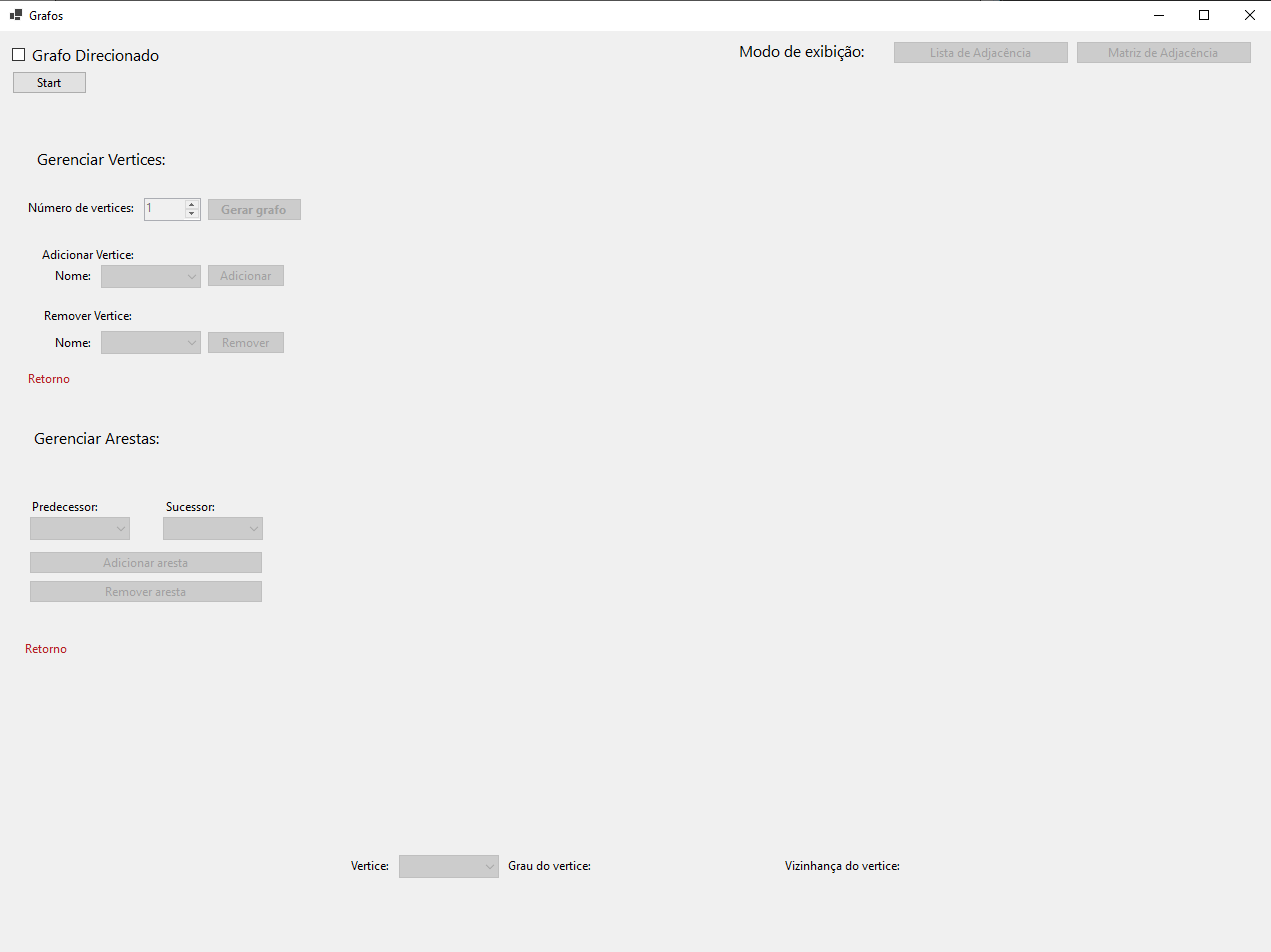 Grafos
Grafo Direcionado
Modo de exibição:
Lista de Adjacência
Matriz de Adjacência
Start
Gerenciar Vertices:
Número de vertices:
1
Gerar grafo
Adicionar Vertice:
Nome:
Adicionar
Remover Vertice:
Nome:
Remover
Retorno
Gerenciar Arestas:
Predecessor:
Sucessor:
Adicionar aresta
Remover aresta
Retorno
Vertice:
Grau do vertice:
Vizinhança do vertice: